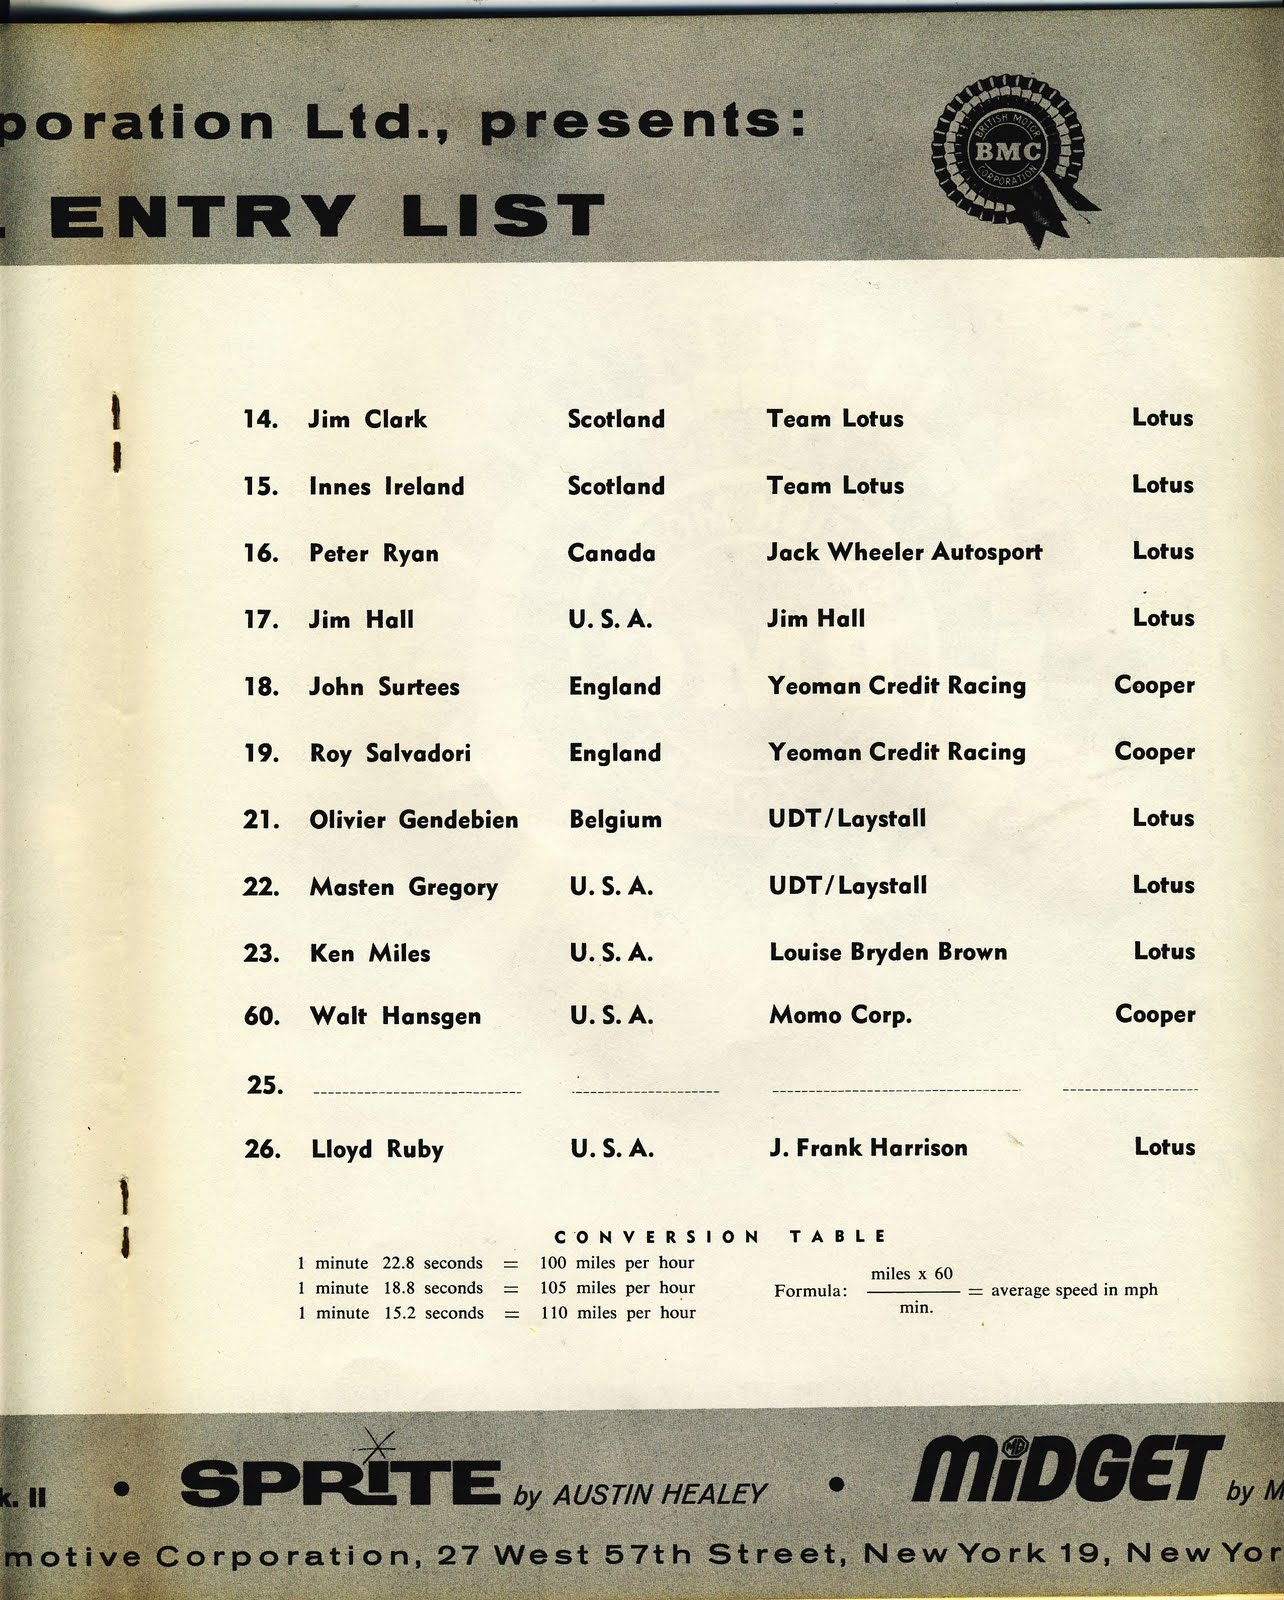 poration Ltd., presents:
ENTRY LIST
BRITISH MOTOR
BMC
CORPORATION
14. Jim Clark Scotland Team Lotus Lotus
15. Innes Ireland Scotland Team Lotus Lotus
16. Peter Ryan Canada Jack Wheeler Autosport Lotus
17. Jim Hall U. S. A. Jim Hall Lotus
18. John Surtees England Yeoman Credit Racing Cooper
19. Roy Salvadori England Yeoman Credit Racing Cooper
21. Olivier Gendebien Belgium UDT/Laystall Lotus
22. Masten Gregory U. S. A. UDT/Laystall Lotus
23. Ken Miles U. S. A. Louise Bryden Brown Lotus
60. Walt Hansgen U. S. A. Momo Corp. Cooper
25.
26. Lloyd Ruby U. S. A. J. Frank Harrison Lotus
CONVERSION TABLE
1 minute 22.8 seconds = 100 miles per hour
1 minute 18.8 seconds = 105 miles per hour
1 minute 15.2 seconds = 110 miles per hour
Formula: miles x 60 / min. = average speed in mph
k. II • SPRITE by AUSTIN HEALEY • MG MiDGET by M
motive Corporation, 27 West 57th Street, New York 19, New Yor